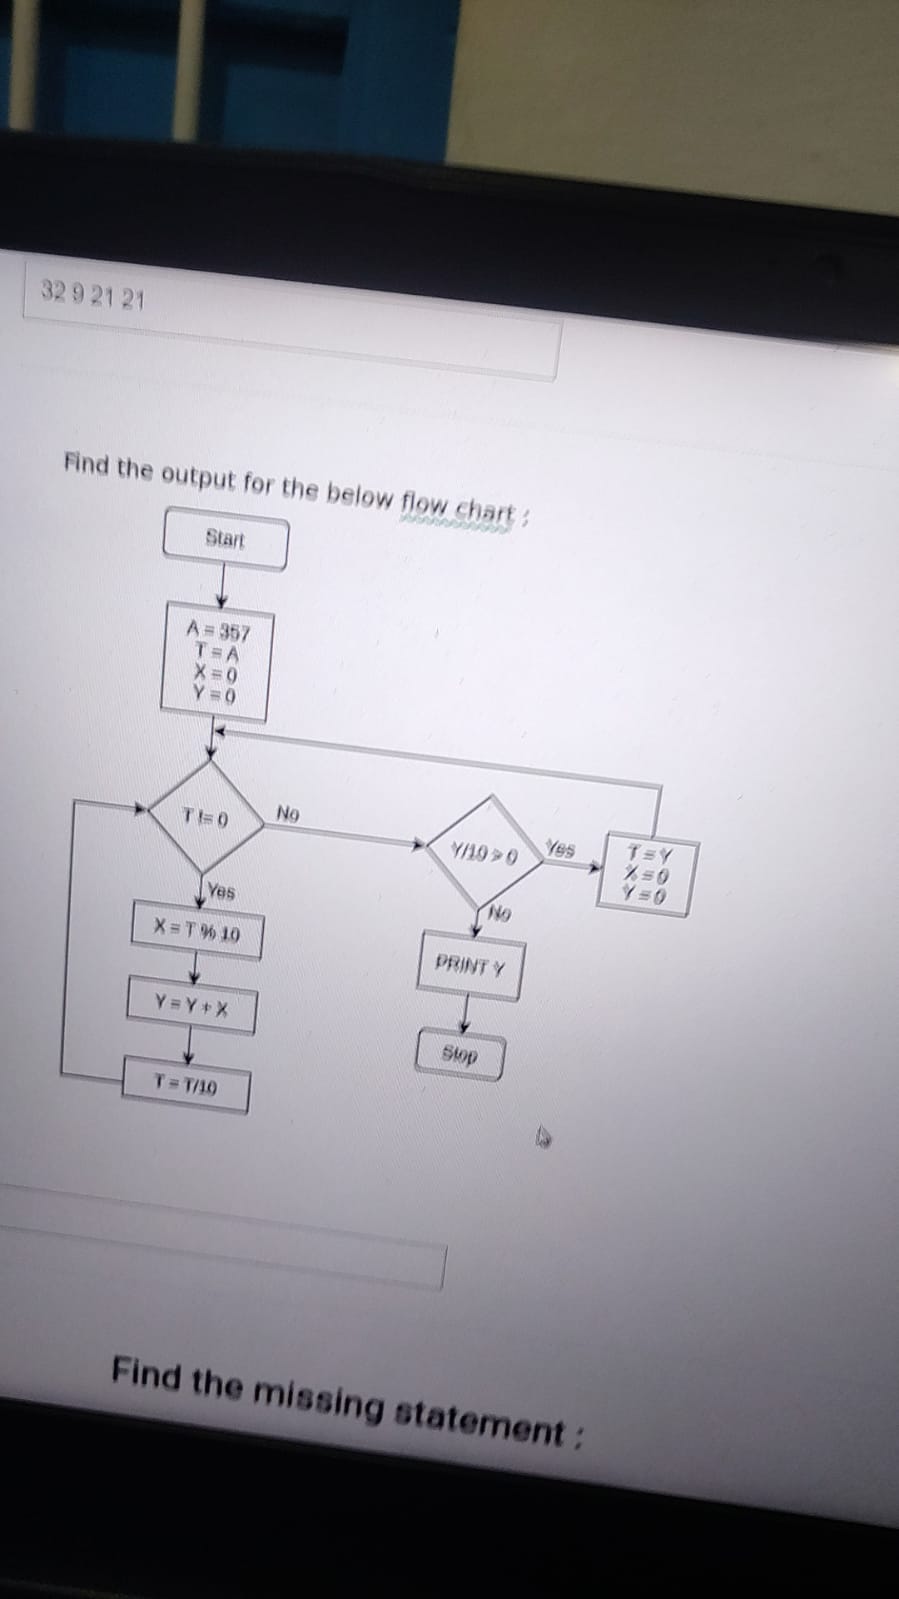 32 9 21 21
Find the output for the below flow chart ;
Start
A = 357
T = A
X = 0
Y = 0
T != 0
No
Y/10 > 0
Yes
T = Y
X = 0
Y = 0
Yes
No
X = T % 10
PRINT Y
Y = Y + X
Stop
T = T/10
Find the missing statement :